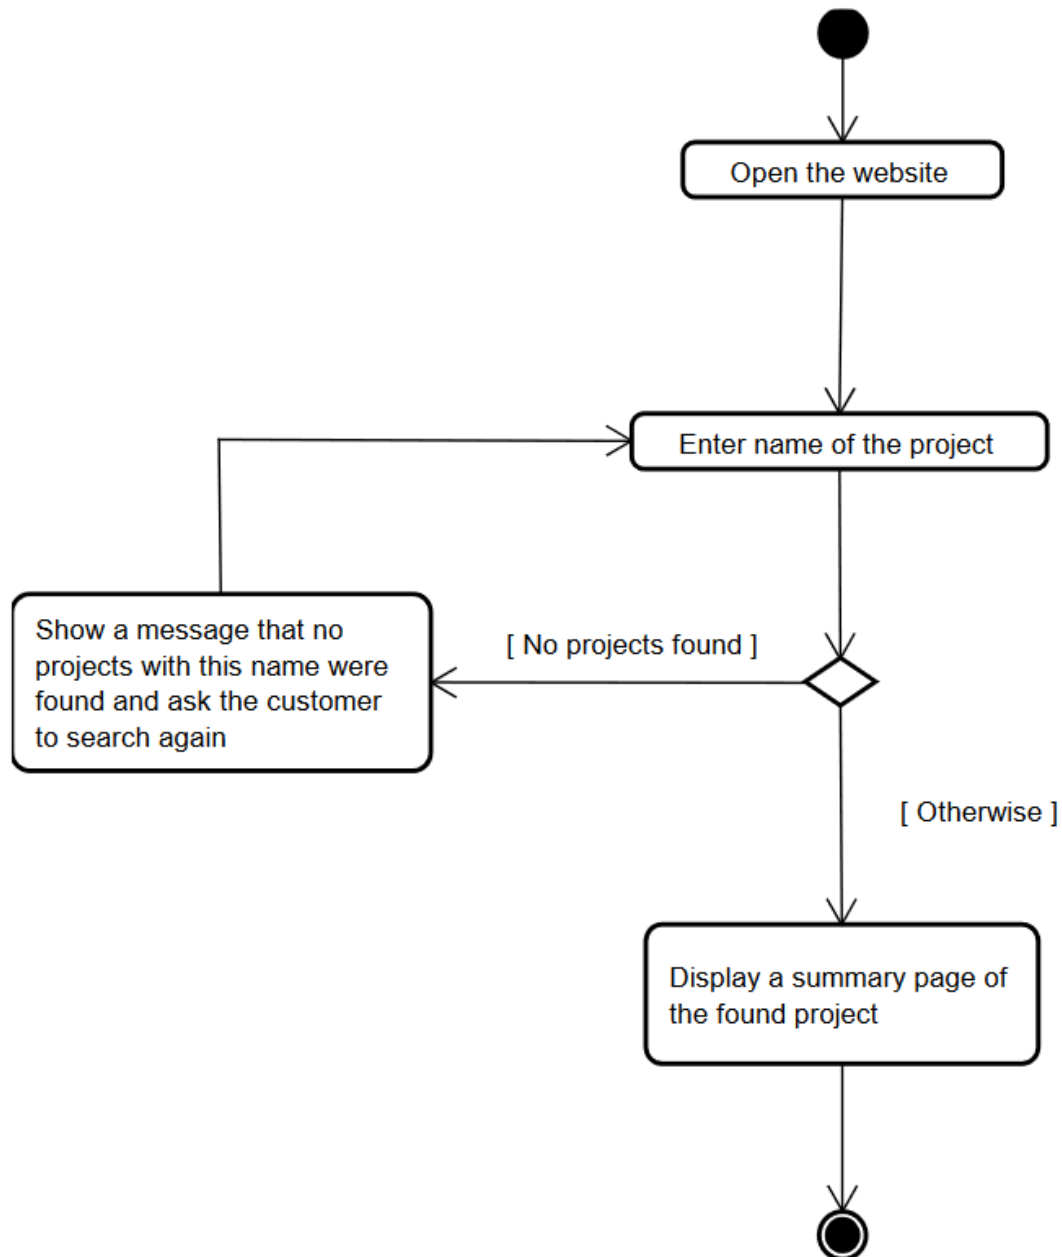 Open the website
Enter name of the project
Show a message that no
projects with this name were
found and ask the customer
to search again
[ No projects found ]
[ Otherwise ]
Display a summary page of
the found project